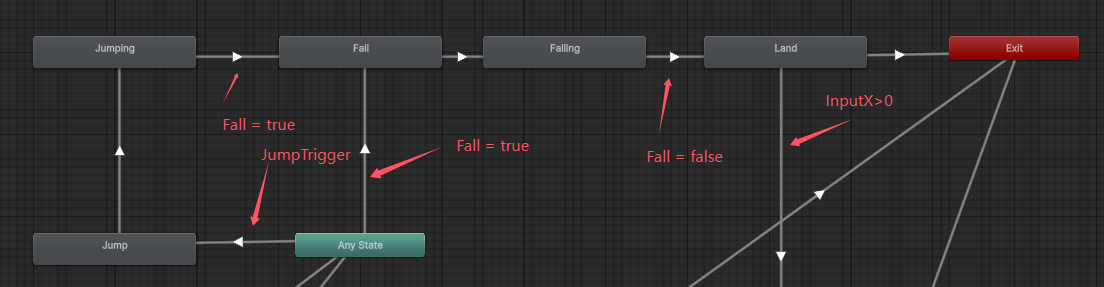 Jumping
Fall
Falling
Land
Exit
InputX>0
Fall = true
JumpTrigger
Fall = true
Fall = false
Jump
Any State